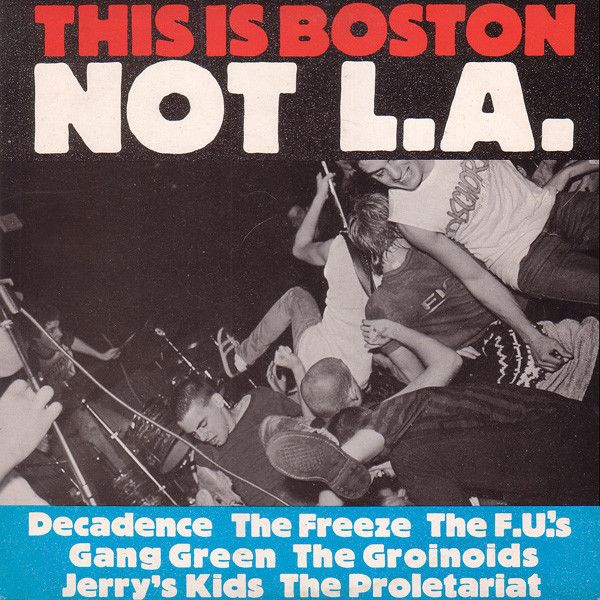 THIS IS BOSTON
NOT L.A.
Decadence The Freeze The F.U.'s
Gang Green The Groinoids
Jerry's Kids The Proletariat